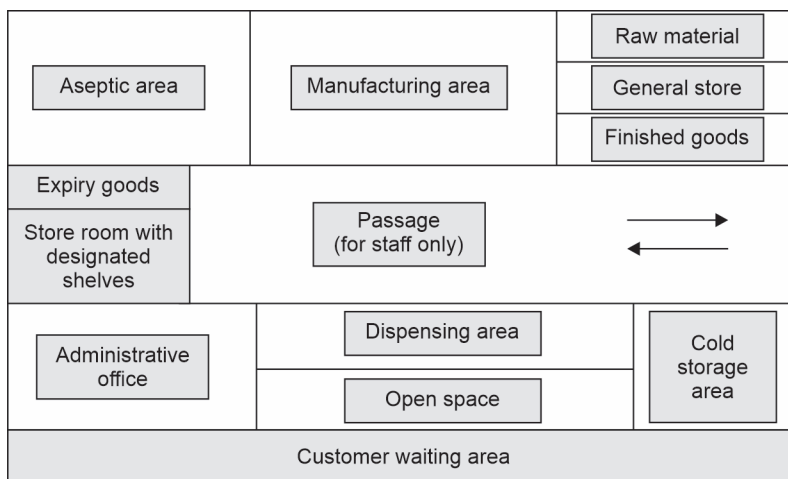 Aseptic area
Manufacturing area
Raw material
General store
Finished goods
Expiry goods
Store room with
designated
shelves
Passage
(for staff only)
Administrative
office
Dispensing area
Open space
Cold
storage
area
Customer waiting area